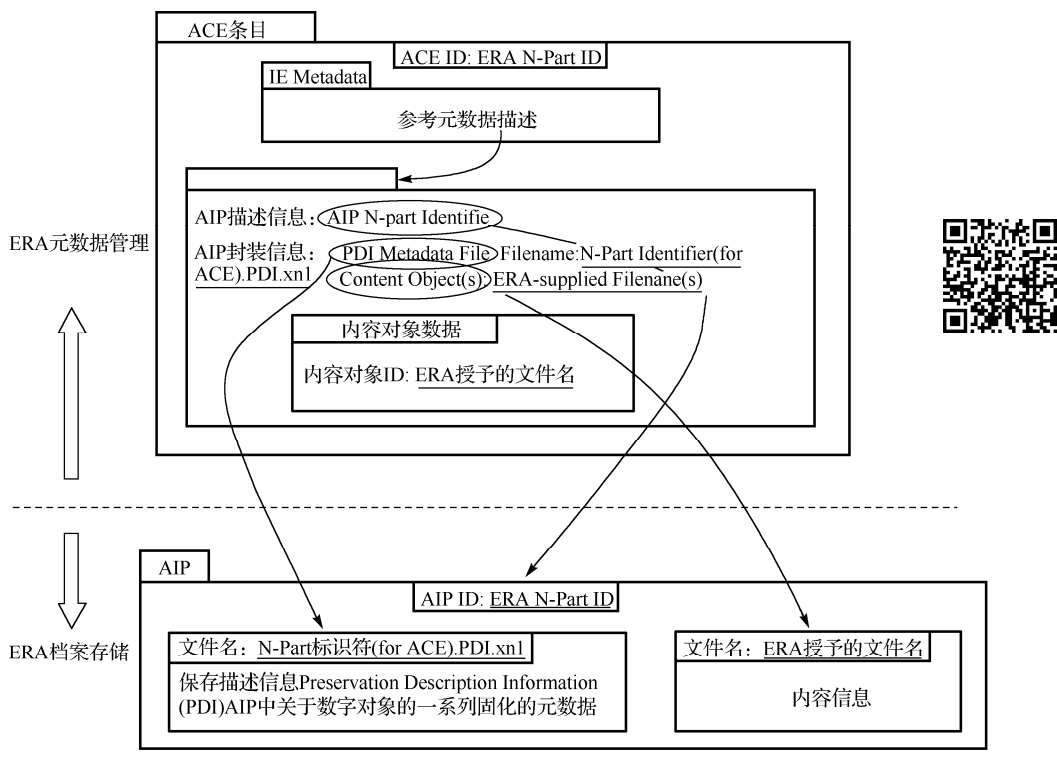 ACE条目
ACE ID: ERA N-Part ID
IE Metadata
参考元数据描述
AIP描述信息：AIP N-part Identifie
AIP封装信息： PDI Metadata File Filename:N-Part Identifier(for
ACE).PDI.xn1 Content Object(s): ERA-supplied Filenane(s)
内容对象数据
内容对象ID: ERA授予的文件名
ERA元数据管理
ERA档案存储
AIP
AIP ID: ERA N-Part ID
文件名：N-Part标识符(for ACE).PDI.xn1
保存描述信息Preservation Description Information
(PDI)AIP中关于数字对象的一系列固化的元数据
文件名：ERA授予的文件名
内容信息